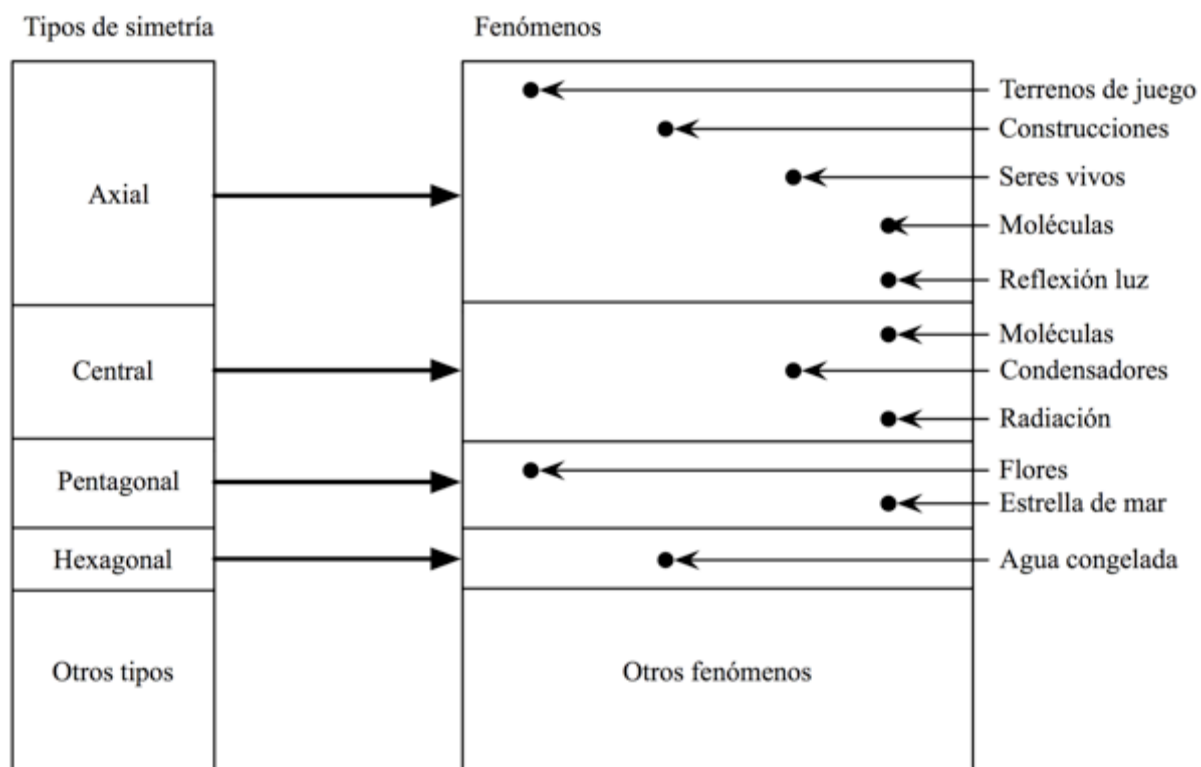 Tipos de simetría
Fenómenos
Axial
Terrenos de juego
Construcciones
Seres vivos
Moléculas
Reflexión luz
Central
Moléculas
Condensadores
Radiación
Pentagonal
Flores
Estrella de mar
Hexagonal
Agua congelada
Otros tipos
Otros fenómenos